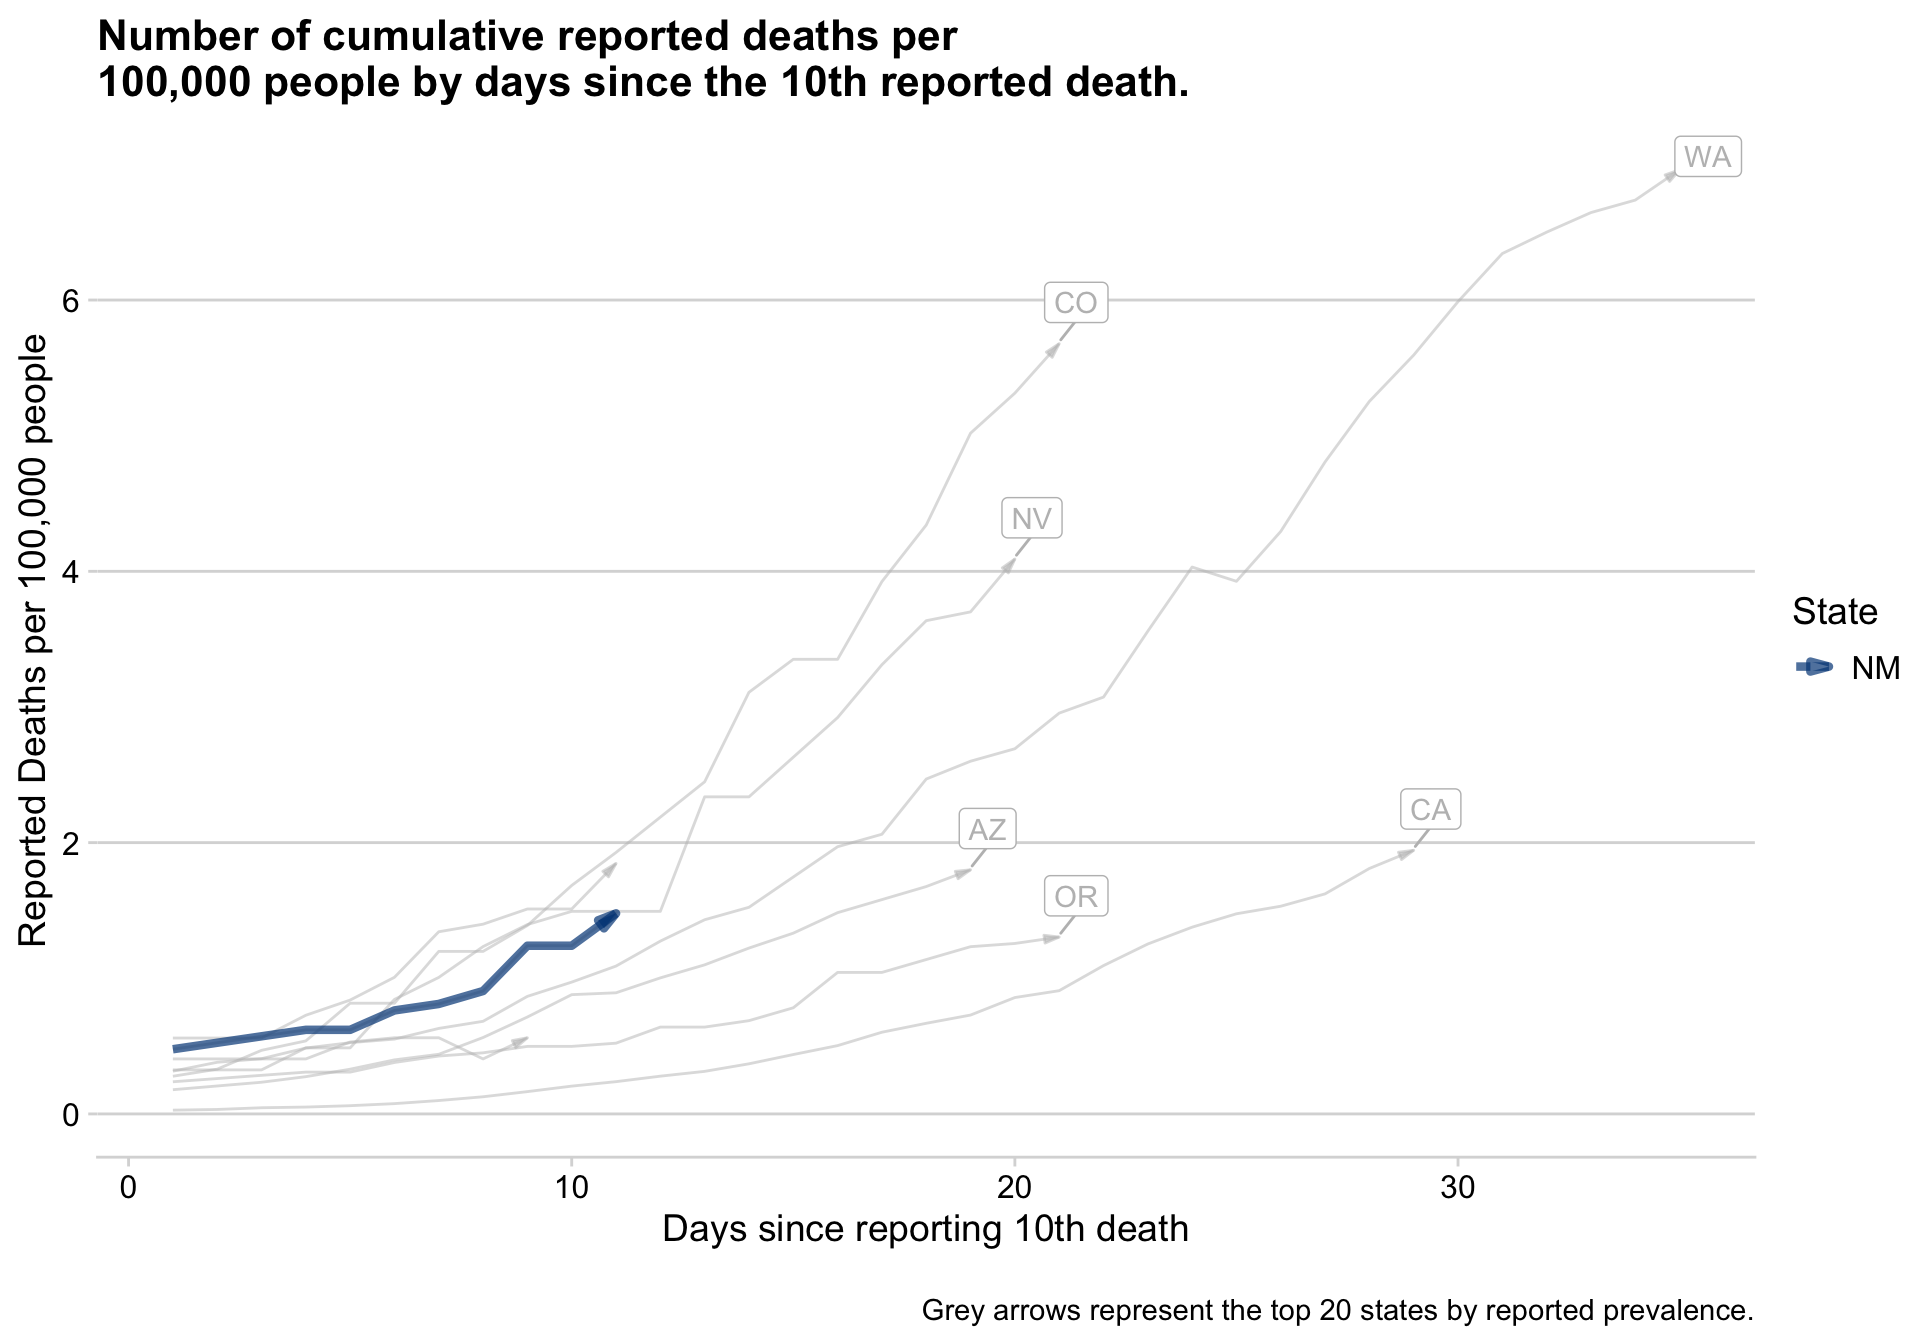 Number of cumulative reported deaths per
100,000 people by days since the 10th reported death.
WA
CO
6
NV
4
State
NM
CA
AZ
2
OR
0
Reported Deaths per 100,000 people
0 10 20 30
Days since reporting 10th death
Grey arrows represent the top 20 states by reported prevalence.